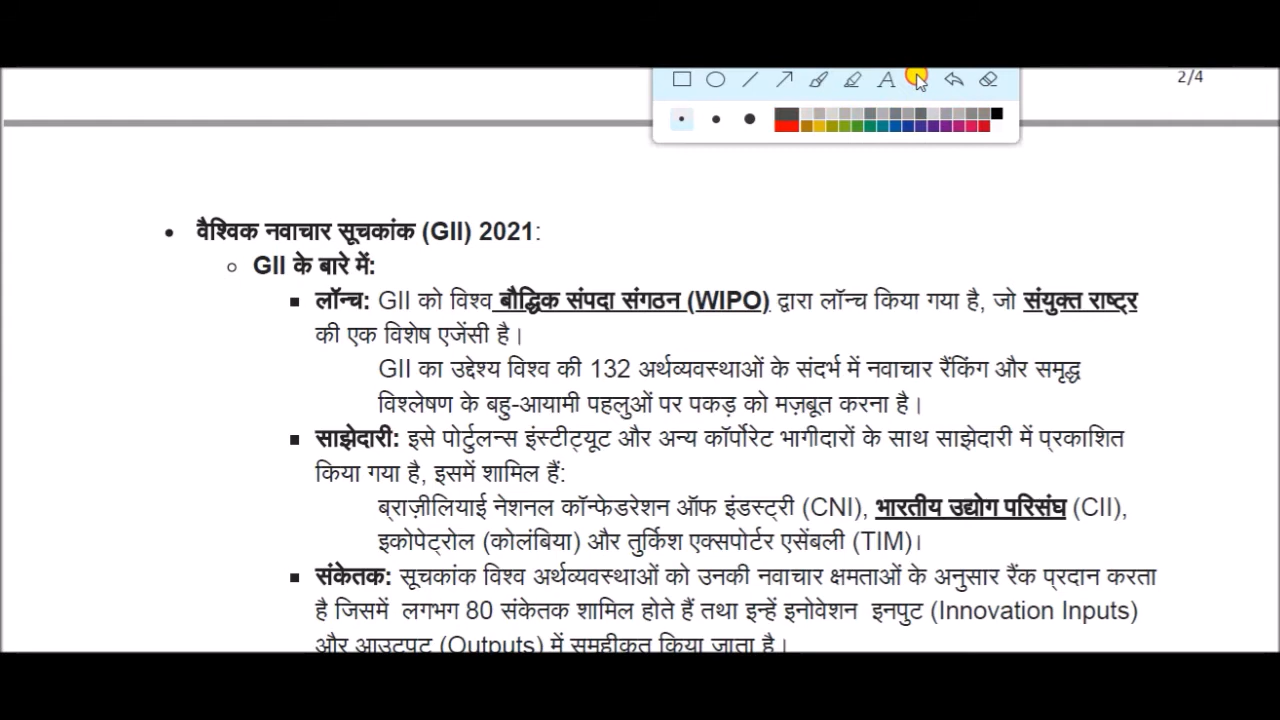 2/4
वैश्विक नवाचार सूचकांक (GII) 2021:
GII के बारे में:
लॉन्च: GII को विश्व बौद्धिक संपदा संगठन (WIPO) द्वारा लॉन्च किया गया है, जो संयुक्त राष्ट्र
की एक विशेष एजेंसी है।
GII का उद्देश्य विश्व की 132 अर्थव्यवस्थाओं के संदर्भ में नवाचार रैंकिंग और समृद्ध
विश्लेषण के बहु-आयामी पहलुओं पर पकड़ को मज़बूत करना है।
साझेदारी: इसे पोर्टुलन्स इंस्टीट्यूट और अन्य कॉर्पोरेट भागीदारों के साथ साझेदारी में प्रकाशित
किया गया है, इसमें शामिल हैं:
ब्राज़ीलियाई नेशनल कॉन्फेडरेशन ऑफ इंडस्ट्री (CNI), भारतीय उद्योग परिसंघ (CII),
इकोपेट्रोल (कोलंबिया) और तुर्किश एक्सपोर्टर एसेंबली (TIM)।
संकेतक: सूचकांक विश्व अर्थव्यवस्थाओं को उनकी नवाचार क्षमताओं के अनुसार रैंक प्रदान करता
है जिसमें लगभग 80 संकेतक शामिल होते हैं तथा इन्हें इनोवेशन इनपुट (Innovation Inputs)
और आउटपुट (Outputs) में समूहीकृत किया जाता है।